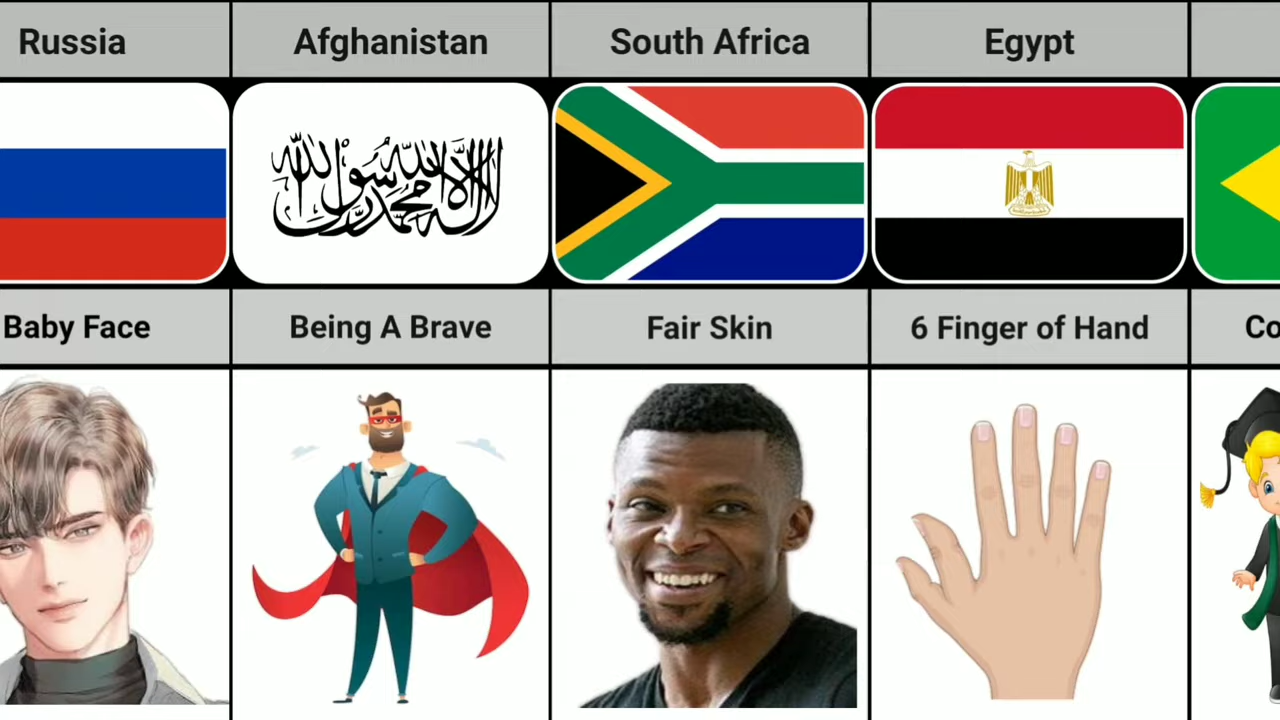 Russia
Afghanistan
South Africa
Egypt
لا إله إلا الله محمد رسول الله
Baby Face
Being A Brave
Fair Skin
6 Finger of Hand
Co